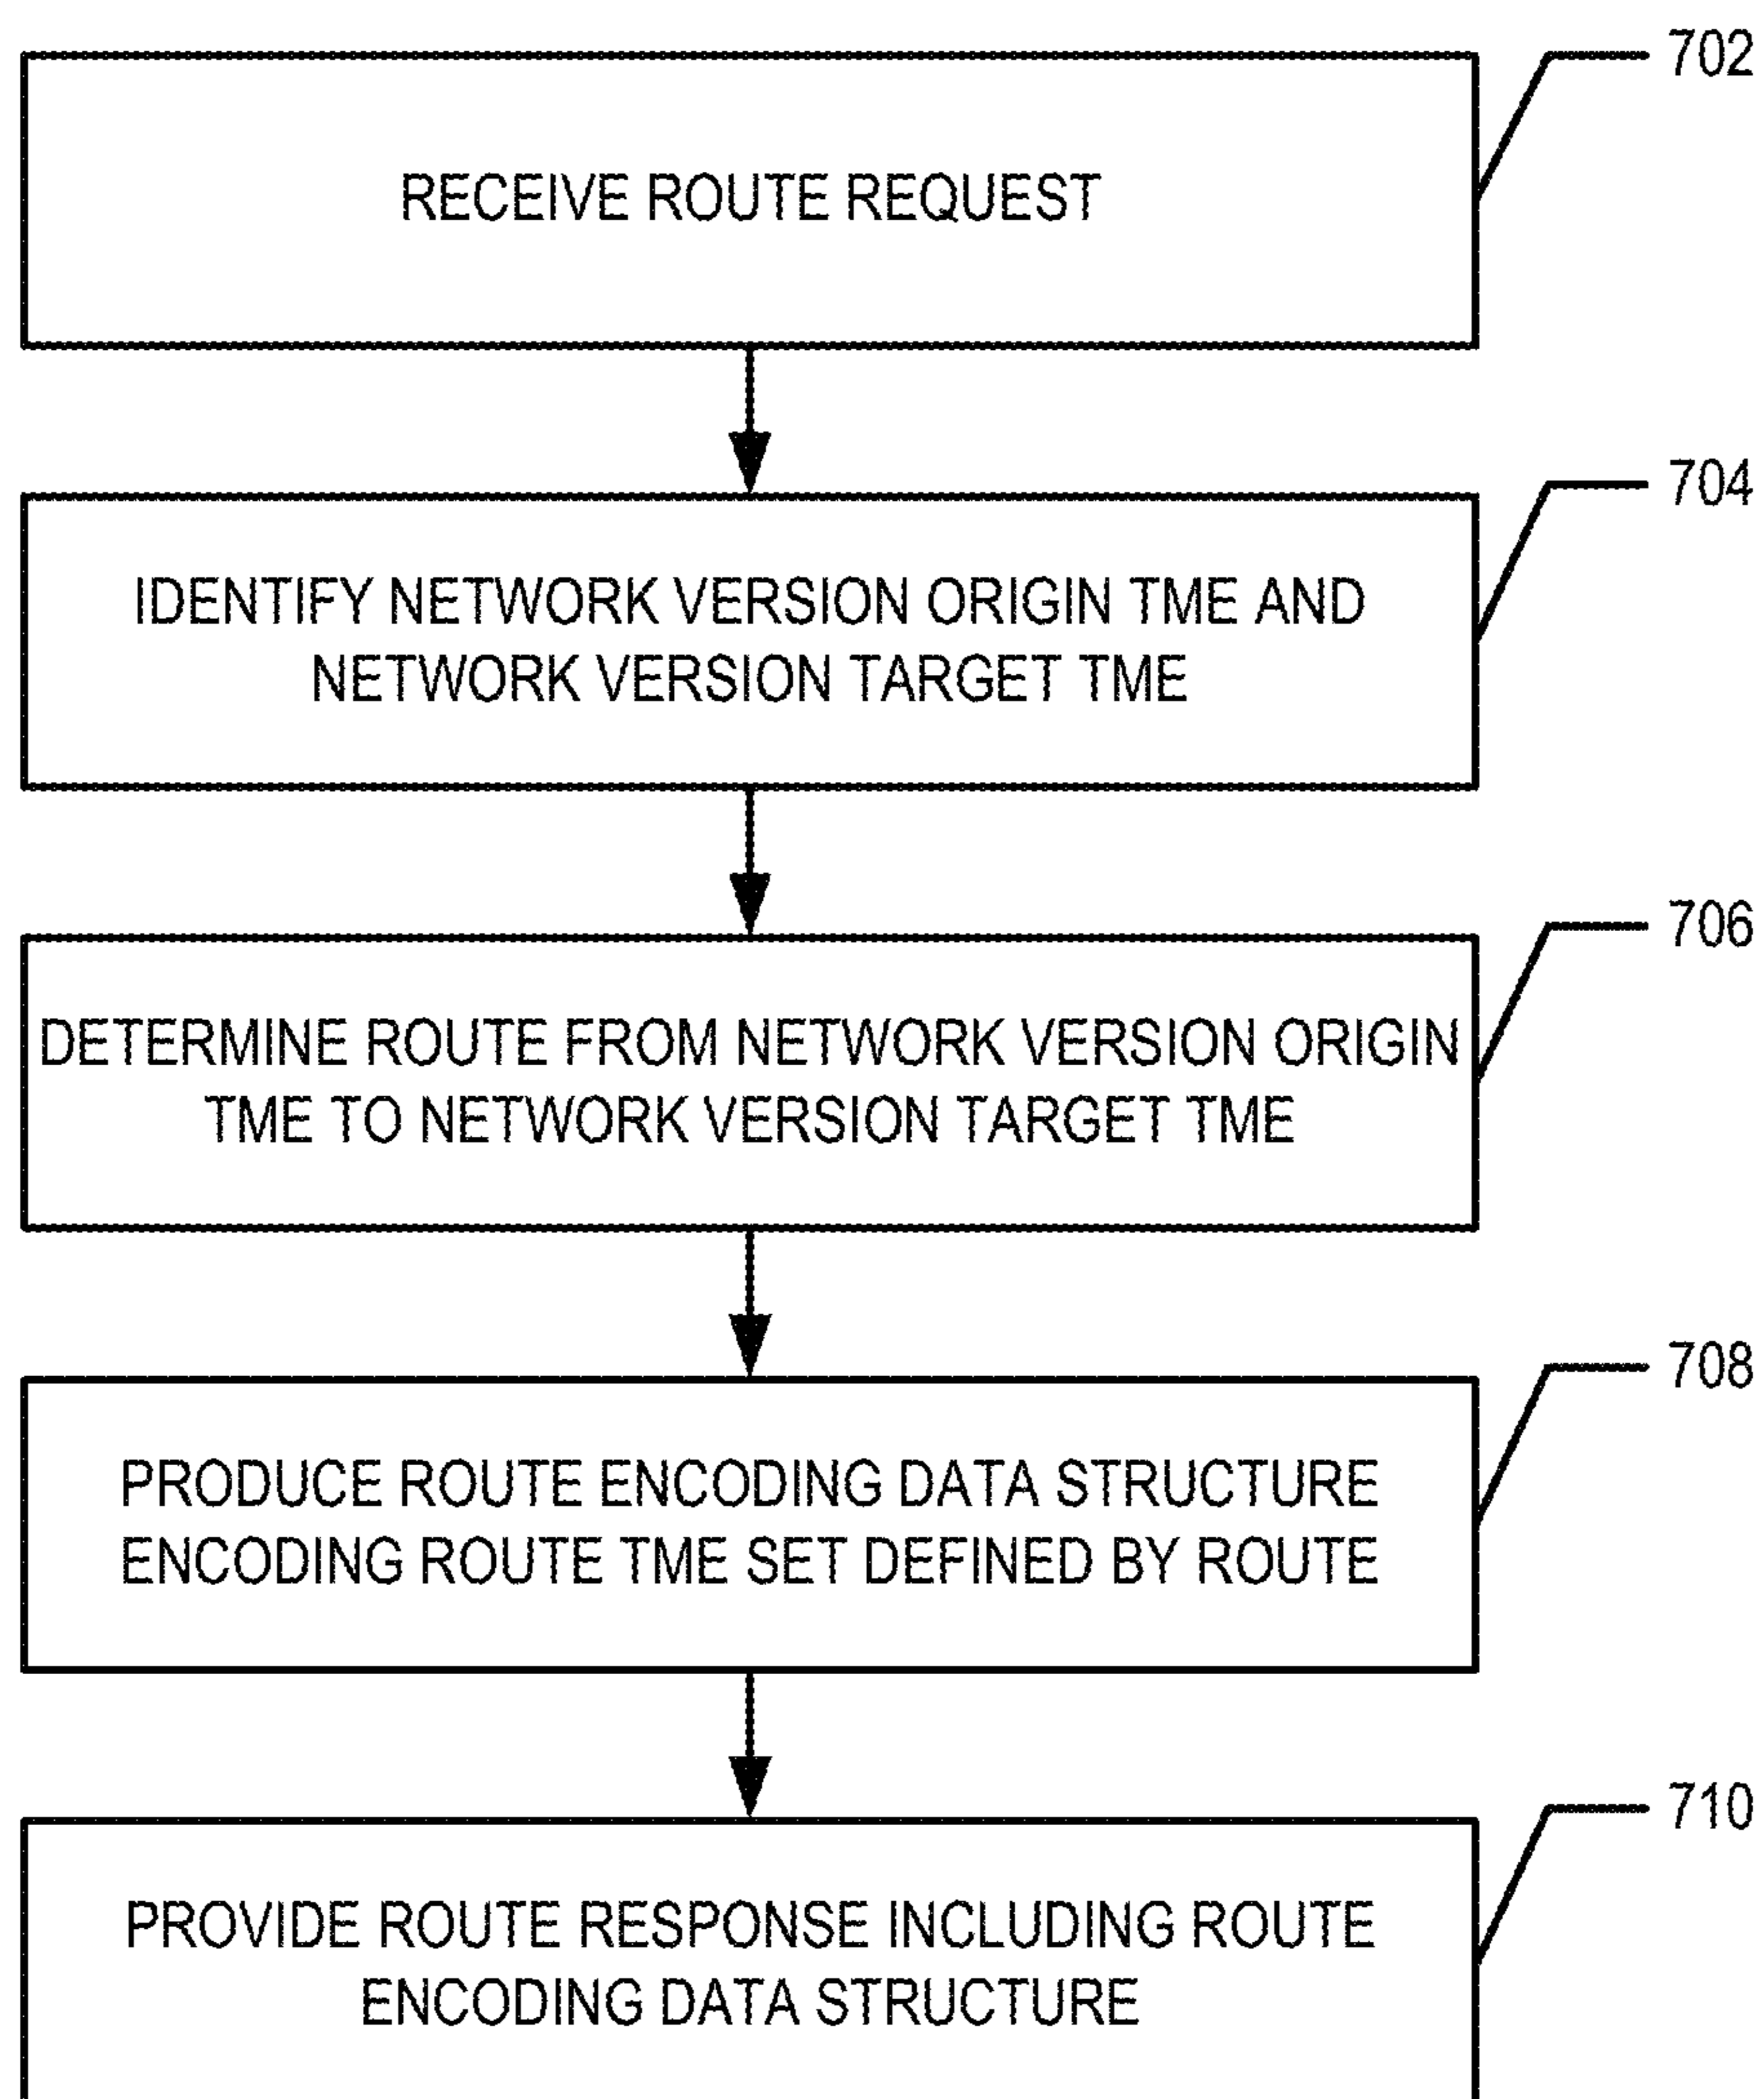 702
RECEIVE ROUTE REQUEST
704
IDENTIFY NETWORK VERSION ORIGIN TME AND
NETWORK VERSION TARGET TME
706
DETERMINE ROUTE FROM NETWORK VERSION ORIGIN
TME TO NETWORK VERSION TARGET TME
708
PRODUCE ROUTE ENCODING DATA STRUCTURE
ENCODING ROUTE TME SET DEFINED BY ROUTE
710
PROVIDE ROUTE RESPONSE INCLUDING ROUTE
ENCODING DATA STRUCTURE